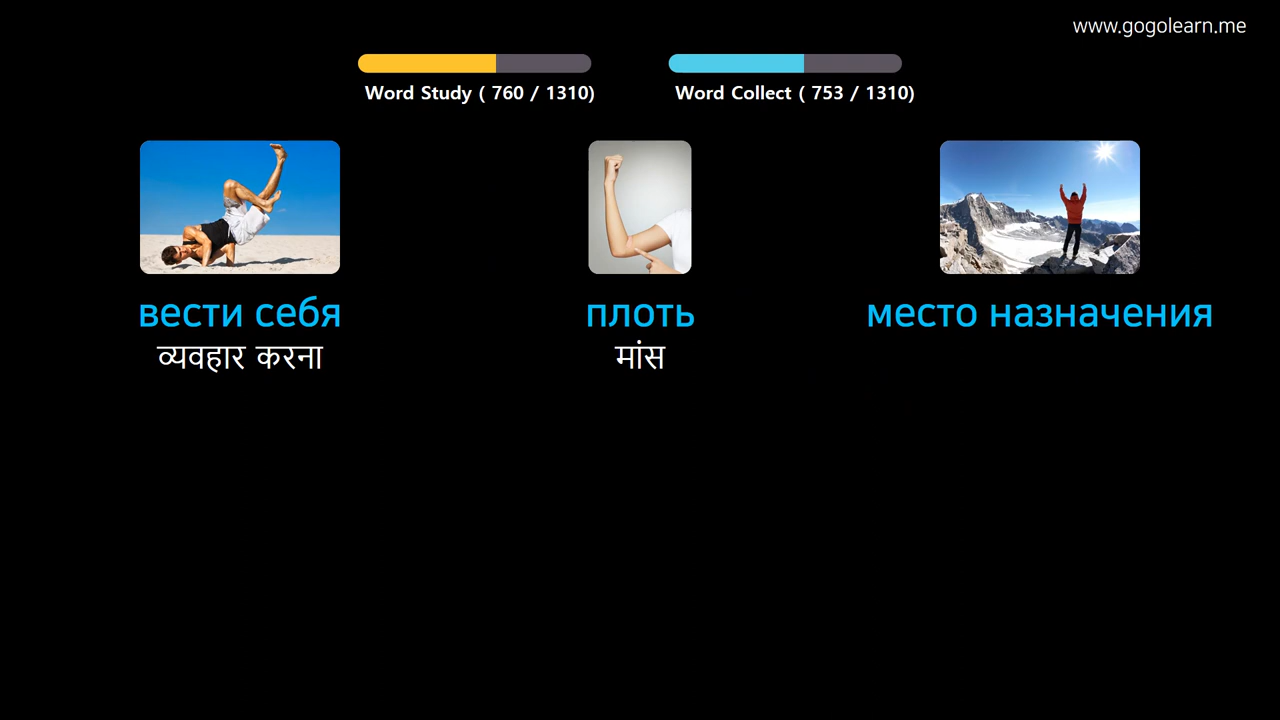 www.gogolearn.me
Word Study ( 760 / 1310)
Word Collect ( 753 / 1310)
вести себя
плоть
место назначения
व्यवहार करना
मांस